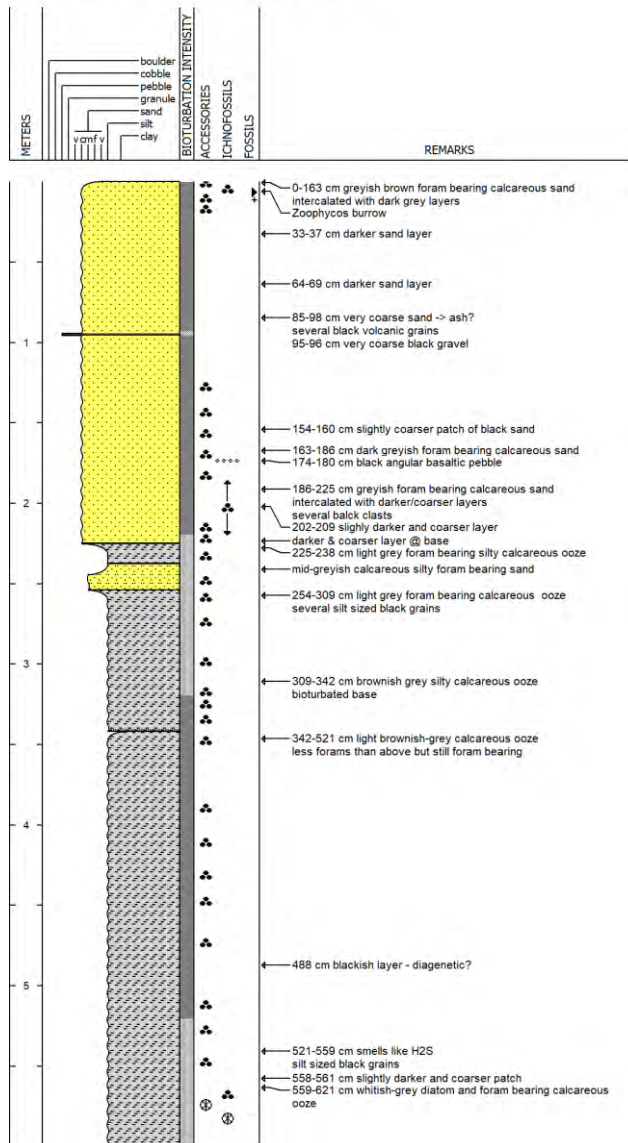 boulder
cobble
pebble
granule
sand
silt
v cmf v
clay
METERS
BIOTURBATION INTENSITY
ACCESSORIES
ICHNOFOSSILS
FOSSILS
REMARKS
0-163 cm greyish brown foram bearing calcareous sand
intercalated with dark grey layers
Zoophycos burrow
33-37 cm darker sand layer
64-69 cm darker sand layer
85-98 cm very coarse sand -> ash?
several black volcanic grains
95-96 cm very coarse black gravel
1
154-160 cm slightly coarser patch of black sand
163-186 cm dark greyish foram bearing calcareous sand
174-180 cm black angular basaltic pebble
186-225 cm greyish foram bearing calcareous sand
intercalated with darker/coarser layers
several balck clasts
2
202-209 slighly darker and coarser layer
darker & coarser layer @ base
225-238 cm light grey foram bearing silty calcareous ooze
mid-greyish calcareous silty foram bearing sand
254-309 cm light grey foram bearing calcareous ooze
several silt sized black grains
3
309-342 cm brownish grey silty calcareous ooze
bioturbated base
342-521 cm light brownish-grey calcareous ooze
less forams than above but still foram bearing
4
488 cm blackish layer - diagenetic?
5
521-559 cm smells like H2S
silt sized black grains
558-561 cm slightly darker and coarser patch
559-621 cm whitish-grey diatom and foram bearing calcareous
ooze